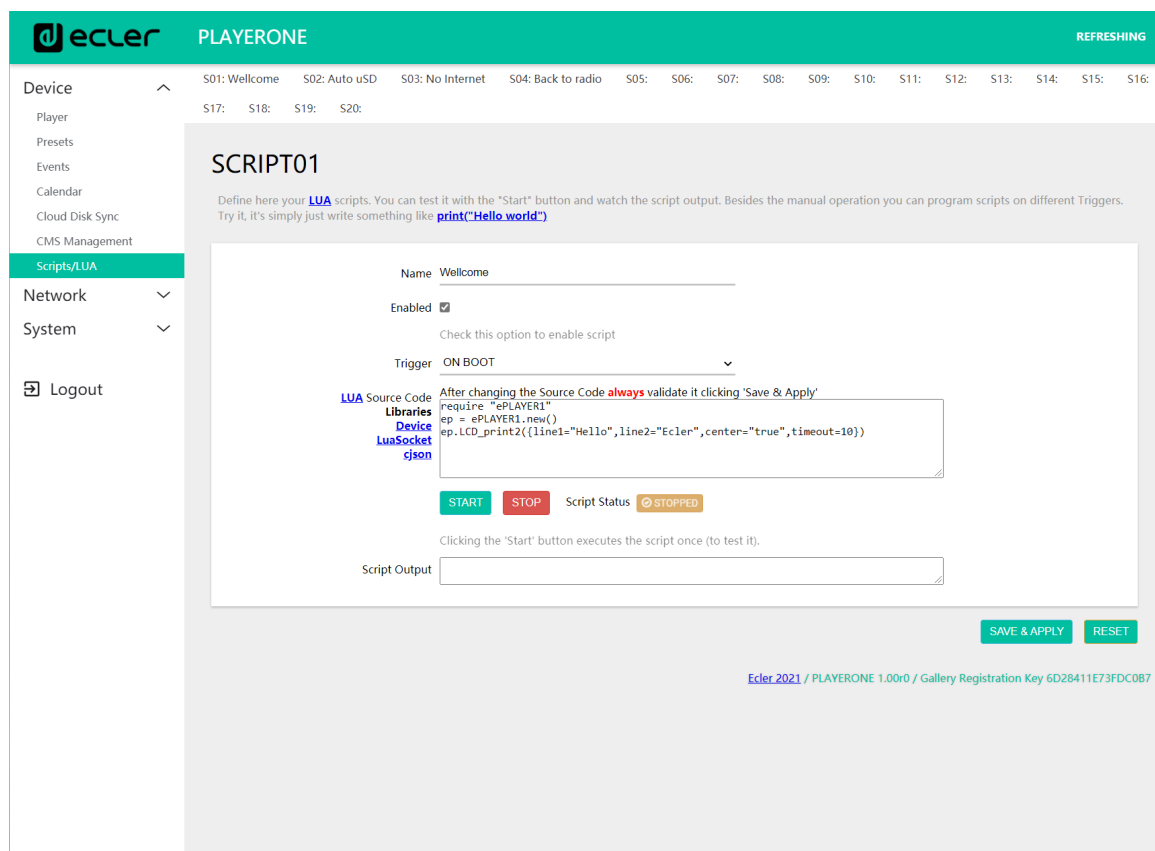 ecler
PLAYERONE
REFRESHING
Device
Player
Presets
Events
Calendar
Cloud Disk Sync
CMS Management
Scripts/LUA
Network
System
Logout
S01: Wellcome S02: Auto uSD S03: No Internet S04: Back to radio S05: S06: S07: S08: S09: S10: S11: S12: S13: S14: S15: S16:
S17: S18: S19: S20:
SCRIPT01
Define here your LUA scripts. You can test it with the "Start" button and watch the script output. Besides the manual operation you can program scripts on different Triggers.
Try it, it's simply just write something like print("Hello world")
Name Wellcome
Enabled
Check this option to enable script
Trigger ON BOOT
LUA Source Code
Libraries
Device
LuaSocket
cjson
After changing the Source Code always validate it clicking 'Save & Apply'
require "ePLAYER1"
ep = ePLAYER1.new()
ep.LCD_print2({line1="Hello",line2="Ecler",center="true",timeout=10})
START STOP Script Status STOPPED
Clicking the 'Start' button executes the script once (to test it).
Script Output
SAVE & APPLY RESET
Ecler 2021 / PLAYERONE 1.00r0 / Gallery Registration Key 6D28411E73FDC0B7